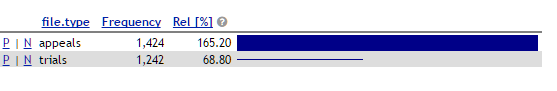 file.type Frequency Rel [%] ?
P | N appeals 1,424 165.20
P | N trials 1,242 68.80